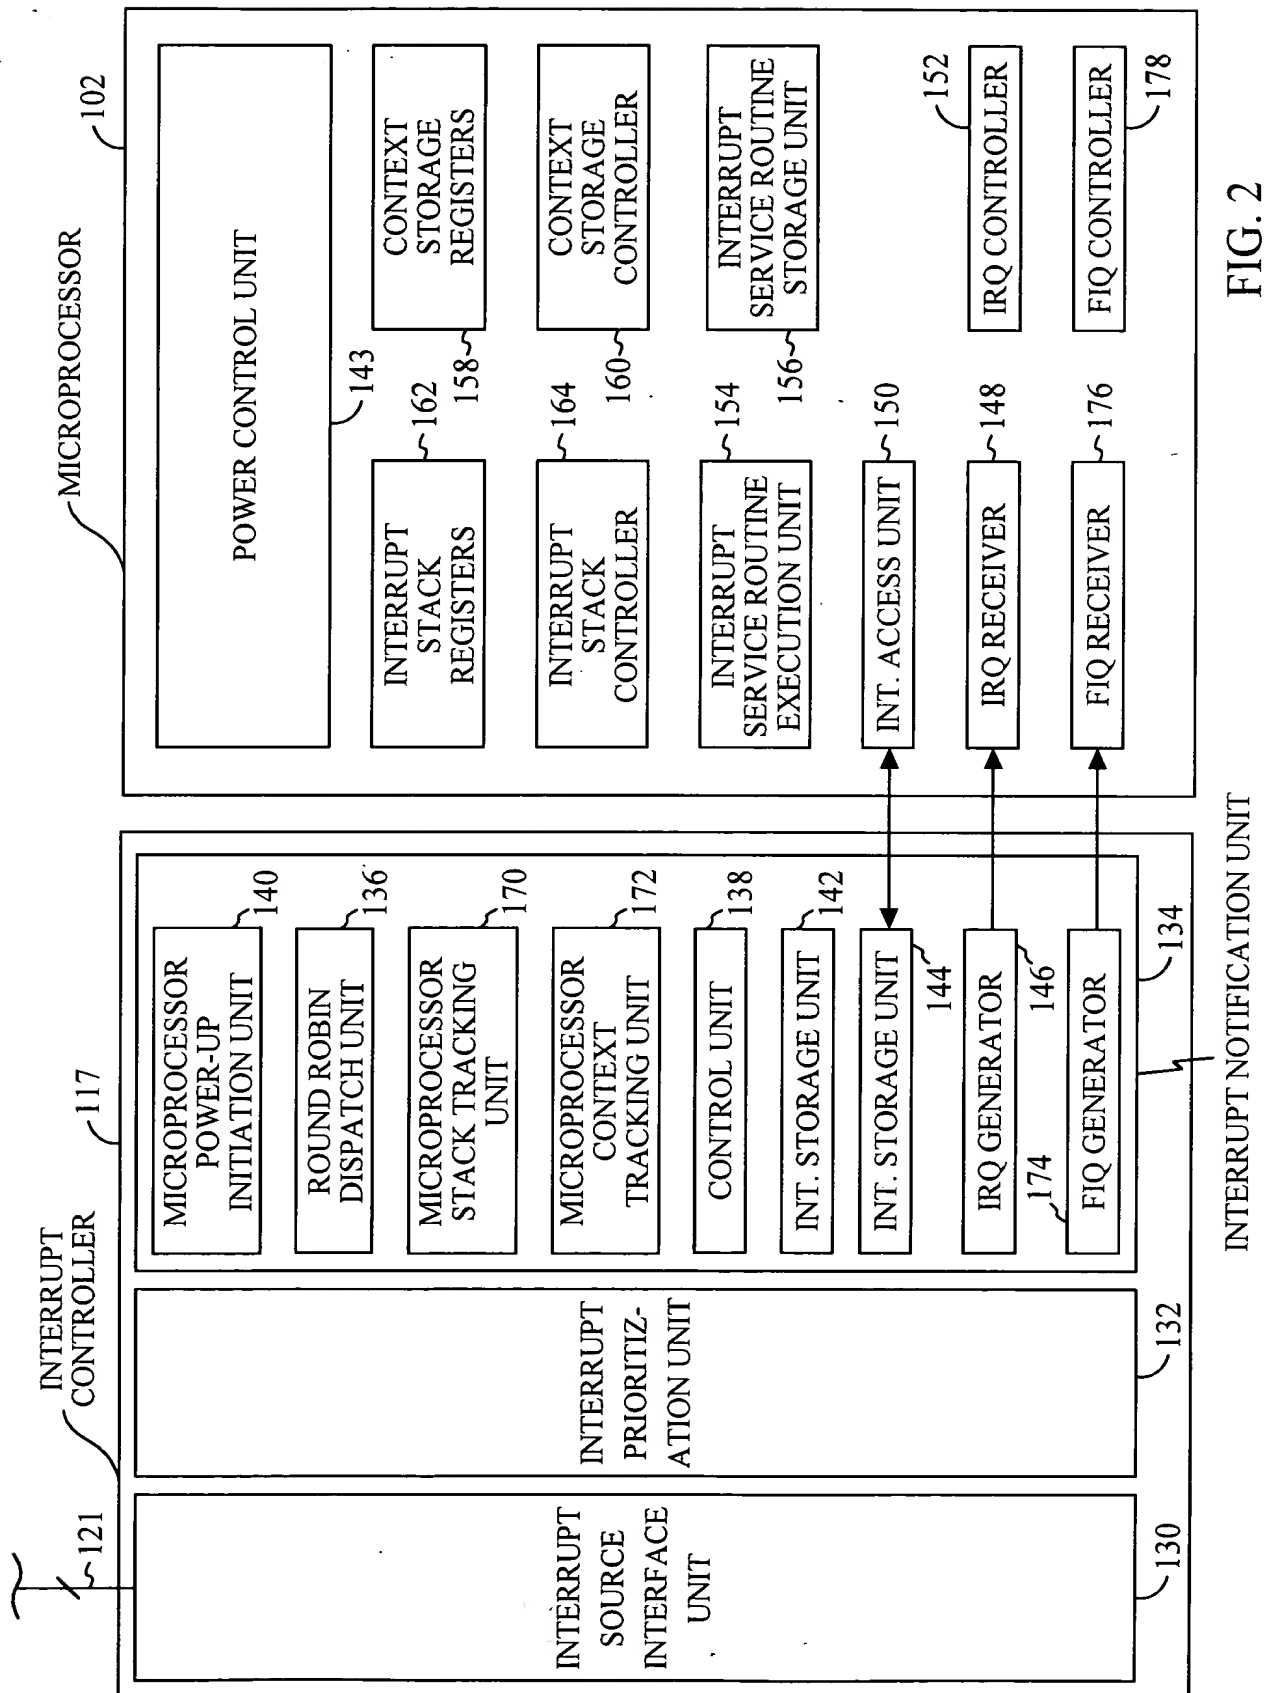 INTERRUPT
CONTROLLER
117
121
INTERRUPT
SOURCE
INTERFACE
UNIT
130
INTERRUPT
PRIORITIZ-
ATION UNIT
132
MICROPROCESSOR
POWER-UP
INITIATION UNIT
140
ROUND ROBIN
DISPATCH UNIT
136
MICROPROCESSOR
STACK TRACKING
UNIT
170
MICROPROCESSOR
CONTEXT
TRACKING UNIT
172
CONTROL UNIT
138
INT. STORAGE UNIT
142
INT. STORAGE UNIT
144
IRQ GENERATOR
146
174
FIQ GENERATOR
134
INTERRUPT NOTIFICATION UNIT
MICROPROCESSOR
102
POWER CONTROL UNIT
143
INTERRUPT
STACK
REGISTERS
162
CONTEXT
STORAGE
REGISTERS
158
INTERRUPT
STACK
CONTROLLER
164
CONTEXT
STORAGE
CONTROLLER
160
INTERRUPT
SERVICE ROUTINE
EXECUTION UNIT
154
INTERRUPT
SERVICE ROUTINE
STORAGE UNIT
156
INT. ACCESS UNIT
150
IRQ RECEIVER
148
IRQ CONTROLLER
152
FIQ RECEIVER
176
FIQ CONTROLLER
178
FIG. 2